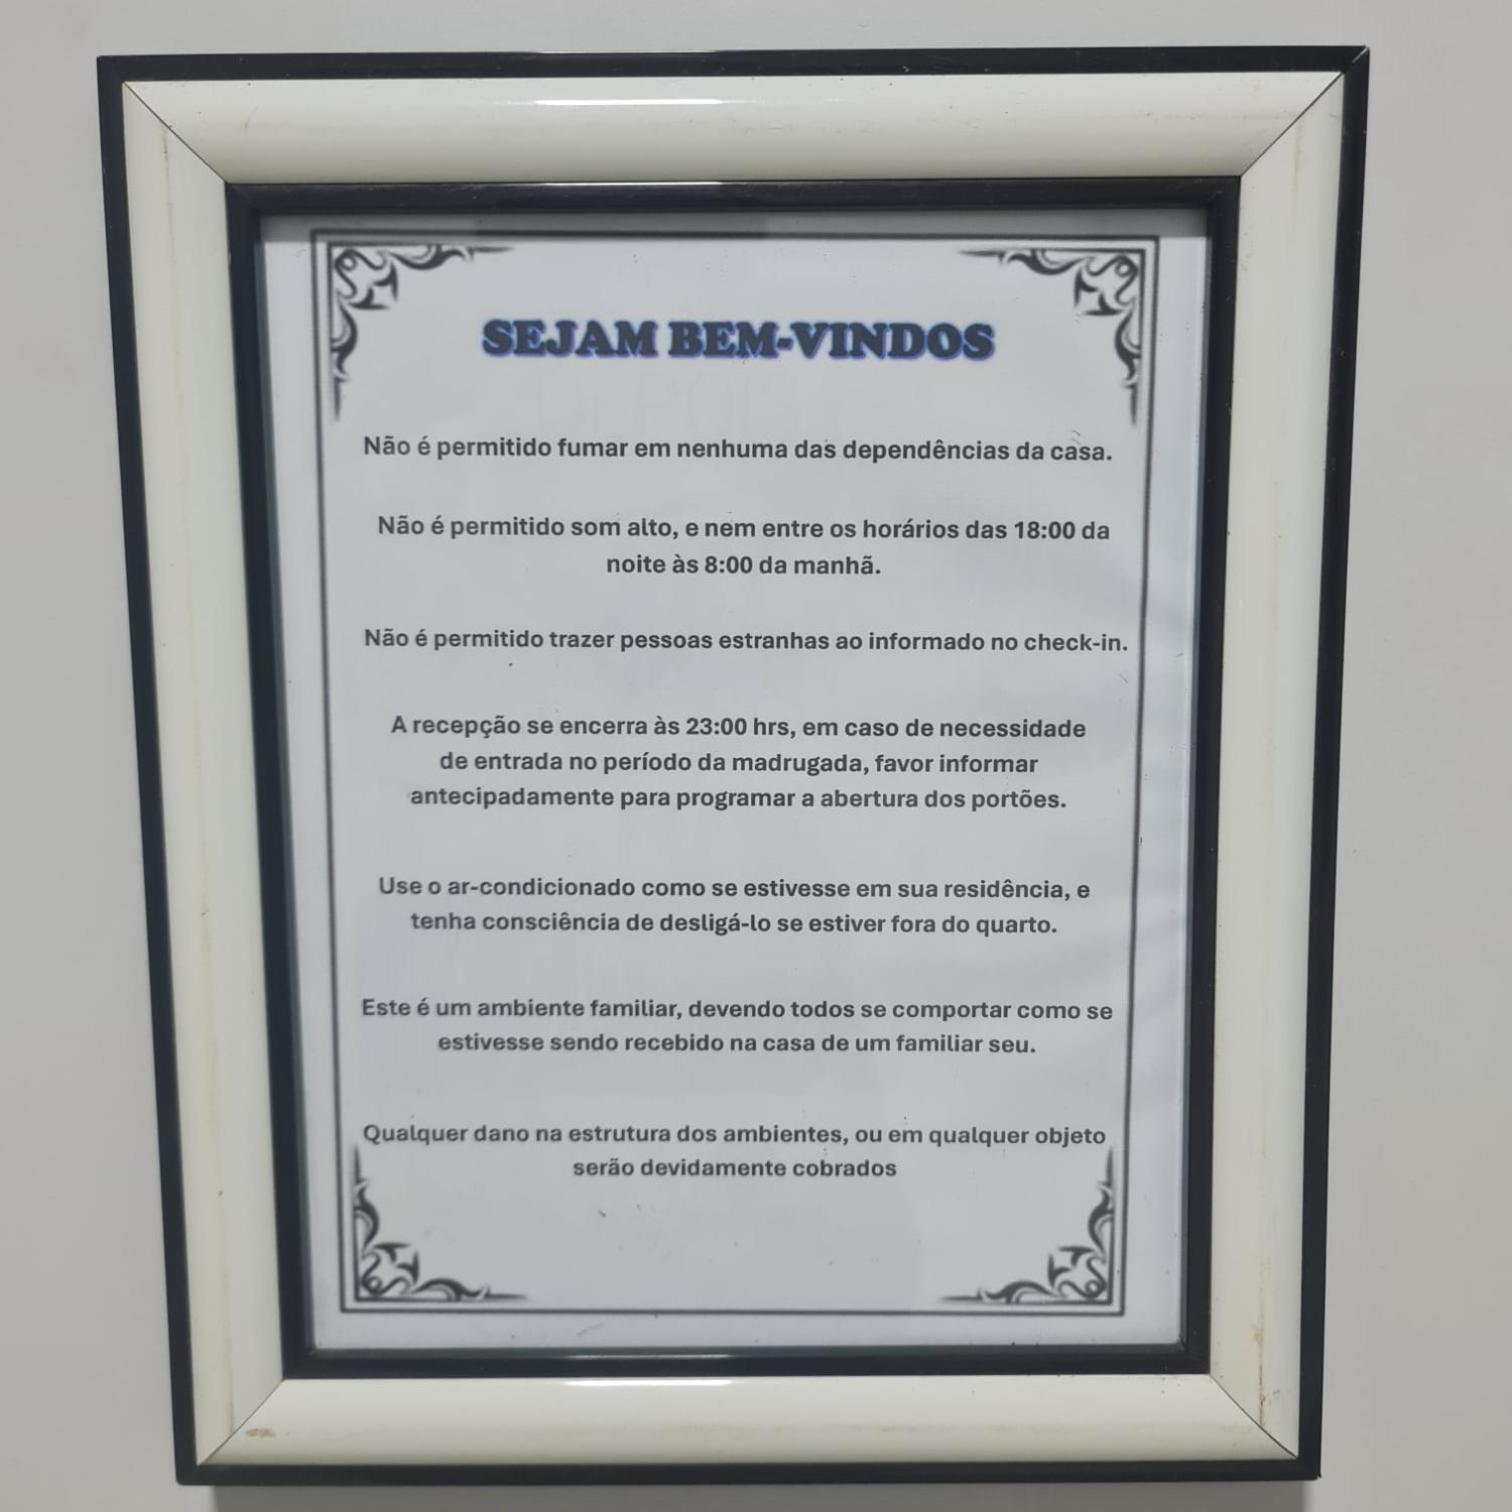 SEJAM BEM-VINDOS
Não é permitido fumar em nenhuma das dependências da casa.
Não é permitido som alto, e nem entre os horários das 18:00 da
noite às 8:00 da manhã.
Não é permitido trazer pessoas estranhas ao informado no check-in.
A recepção se encerra às 23:00 hrs, em caso de necessidade
de entrada no período da madrugada, favor informar
antecipadamente para programar a abertura dos portões.
Use o ar-condicionado como se estivesse em sua residência, e
tenha consciência de desligá-lo se estiver fora do quarto.
Este é um ambiente familiar, devendo todos se comportar como se
estivesse sendo recebido na casa de um familiar seu.
Qualquer dano na estrutura dos ambientes, ou em qualquer objeto
serão devidamente cobrados